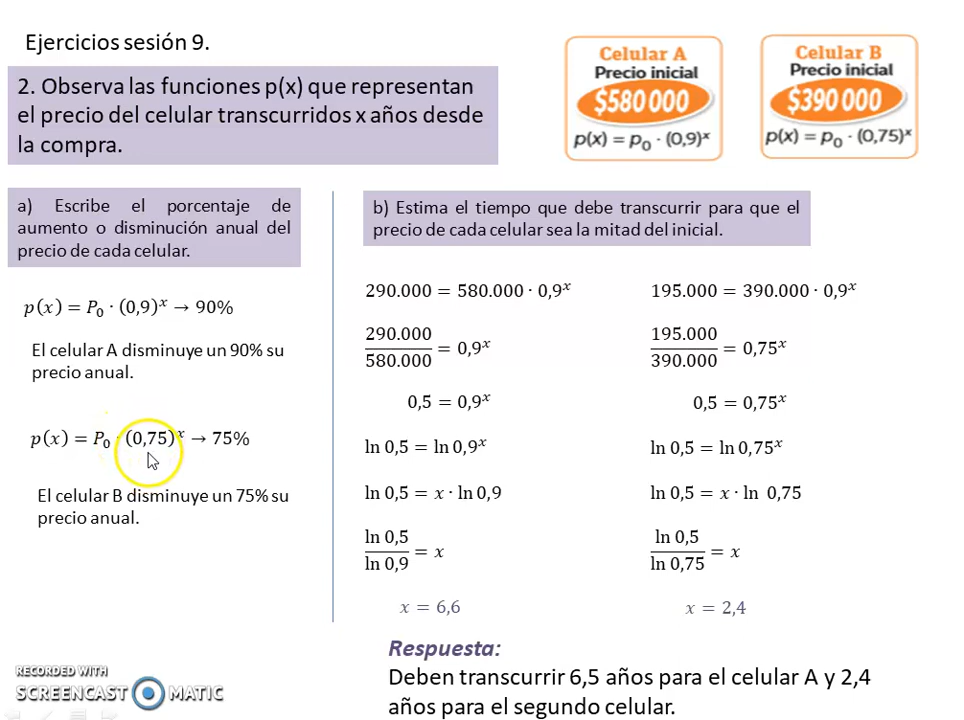 Ejercicios sesión 9.
2. Observa las funciones p(x) que representan
el precio del celular transcurridos x años desde
la compra.
Celular A
Precio inicial
$580 000
p(x) = p₀ · (0,9)ˣ
Celular B
Precio inicial
$390 000
p(x) = p₀ · (0,75)ˣ
a) Escribe el porcentaje de
aumento o disminución anual del
precio de cada celular.
p(x) = P₀ · (0,9)ˣ → 90%
El celular A disminuye un 90% su
precio anual.
p(x) = P₀ · (0,75)ˣ → 75%
El celular B disminuye un 75% su
precio anual.
b) Estima el tiempo que debe transcurrir para que el
precio de cada celular sea la mitad del inicial.
290.000 = 580.000 · 0,9ˣ
290.000/580.000 = 0,9ˣ
0,5 = 0,9ˣ
ln 0,5 = ln 0,9ˣ
ln 0,5 = x · ln 0,9
ln 0,5/ln 0,9 = x
x = 6,6
195.000 = 390.000 · 0,9ˣ
195.000/390.000 = 0,75ˣ
0,5 = 0,75ˣ
ln 0,5 = ln 0,75ˣ
ln 0,5 = x · ln 0,75
ln 0,5/ln 0,75 = x
x = 2,4
Respuesta:
Deben transcurrir 6,5 años para el celular A y 2,4
años para el segundo celular.
RECORDED WITH
SCREENCAST MATIC